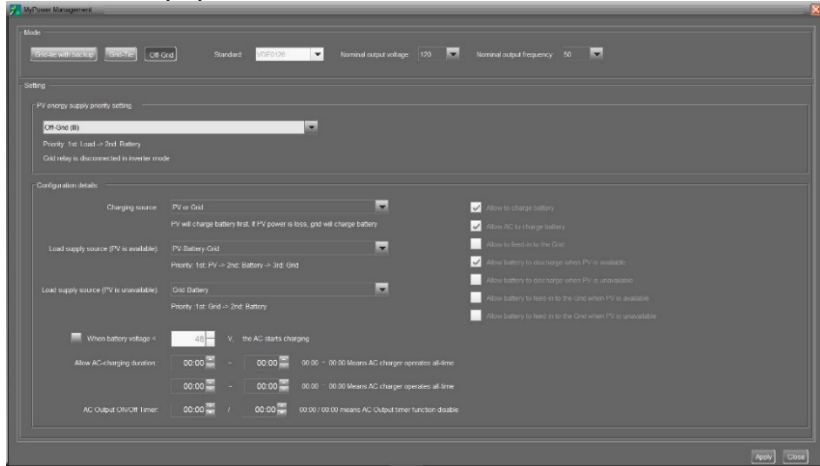 MyPower Management
Mode
Grid-tie with backup Grid-Tie Off-Grid Standard: VDE0126 Nominal output voltage: 120 Nominal output frequency: 50
Setting
PV energy supply priority setting
Off-Grid (III)
Priority: 1st: Load -> 2nd: Battery
Grid relay is disconnected in inverter mode
Configuration details
Charging source: PV or Grid
PV will charge battery first. If PV power is loss, grid will charge battery
Load supply source (PV is available): PV-Battery-Grid
Priority: 1st: PV -> 2nd: Battery -> 3rd: Grid
Load supply source (PV is unavailable): Grid-Battery
Priority: 1st: Grid -> 2nd: Battery
Allow to charge battery
Allow AC to charge battery
Allow to feed-in to the Grid
Allow battery to discharge when PV is available
Allow battery to discharge when PV is unavailable
Allow battery to feed-in to the Grid when PV is available
Allow battery to feed-in to the Grid when PV is unavailable
When battery voltage < 48 V, the AC starts charging
Allow AC-charging duration: 00:00 ~ 00:00 00:00 ~ 00:00 Means AC charger operates all-time
00:00 ~ 00:00 00:00 ~ 00:00 Means AC charger operates all-time
AC Output ON/Off Timer: 00:00 / 00:00 00:00 / 00:00 means AC Output timer function disable
Apply Close